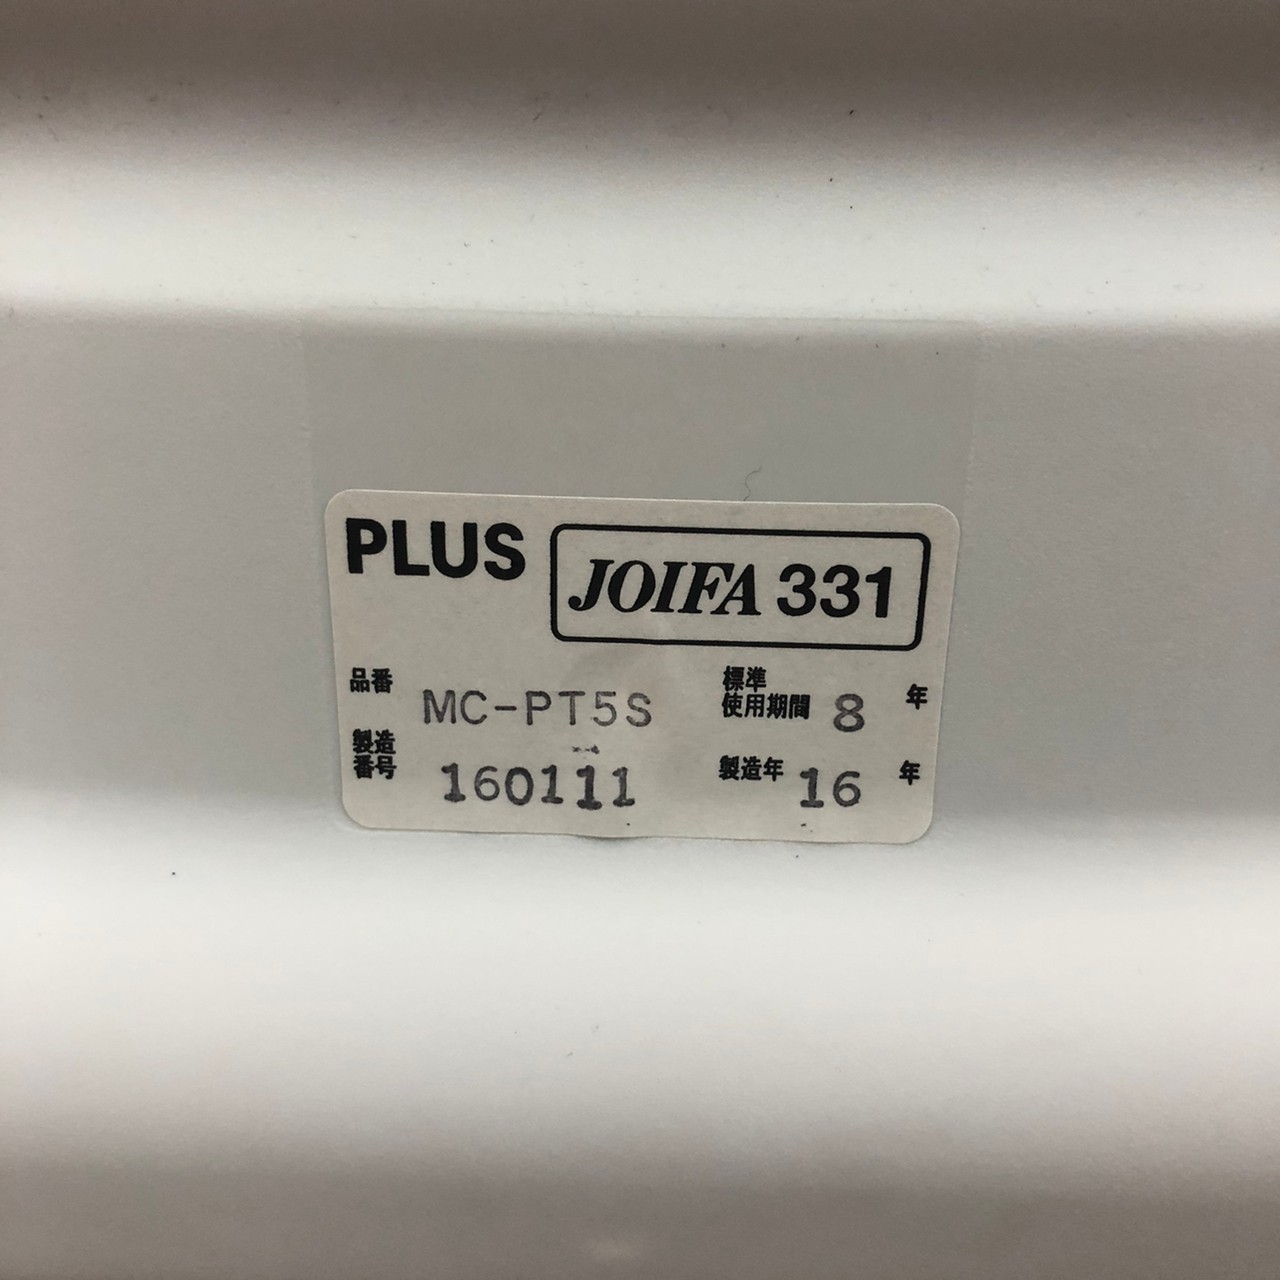 PLUS JOIFA 331
品番 MC-PT5S
標準
使用期間 8 年
製造
番号 160111
製造年 16 年